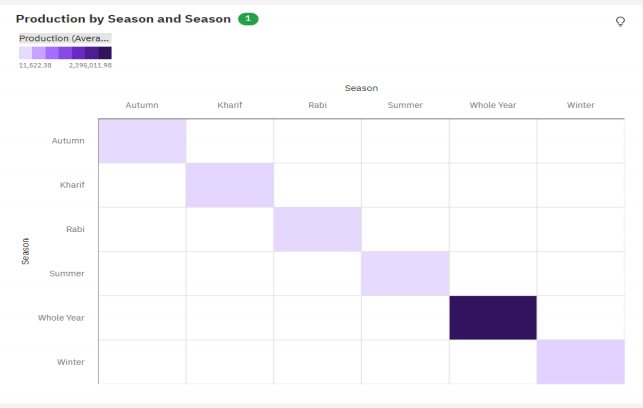 Production by Season and Season 1
Production (Avera...
11,522.38 2,395,011.98
Season
Autumn Kharif Rabi Summer Whole Year Winter
Season
Autumn
Kharif
Rabi
Summer
Whole Year
Winter